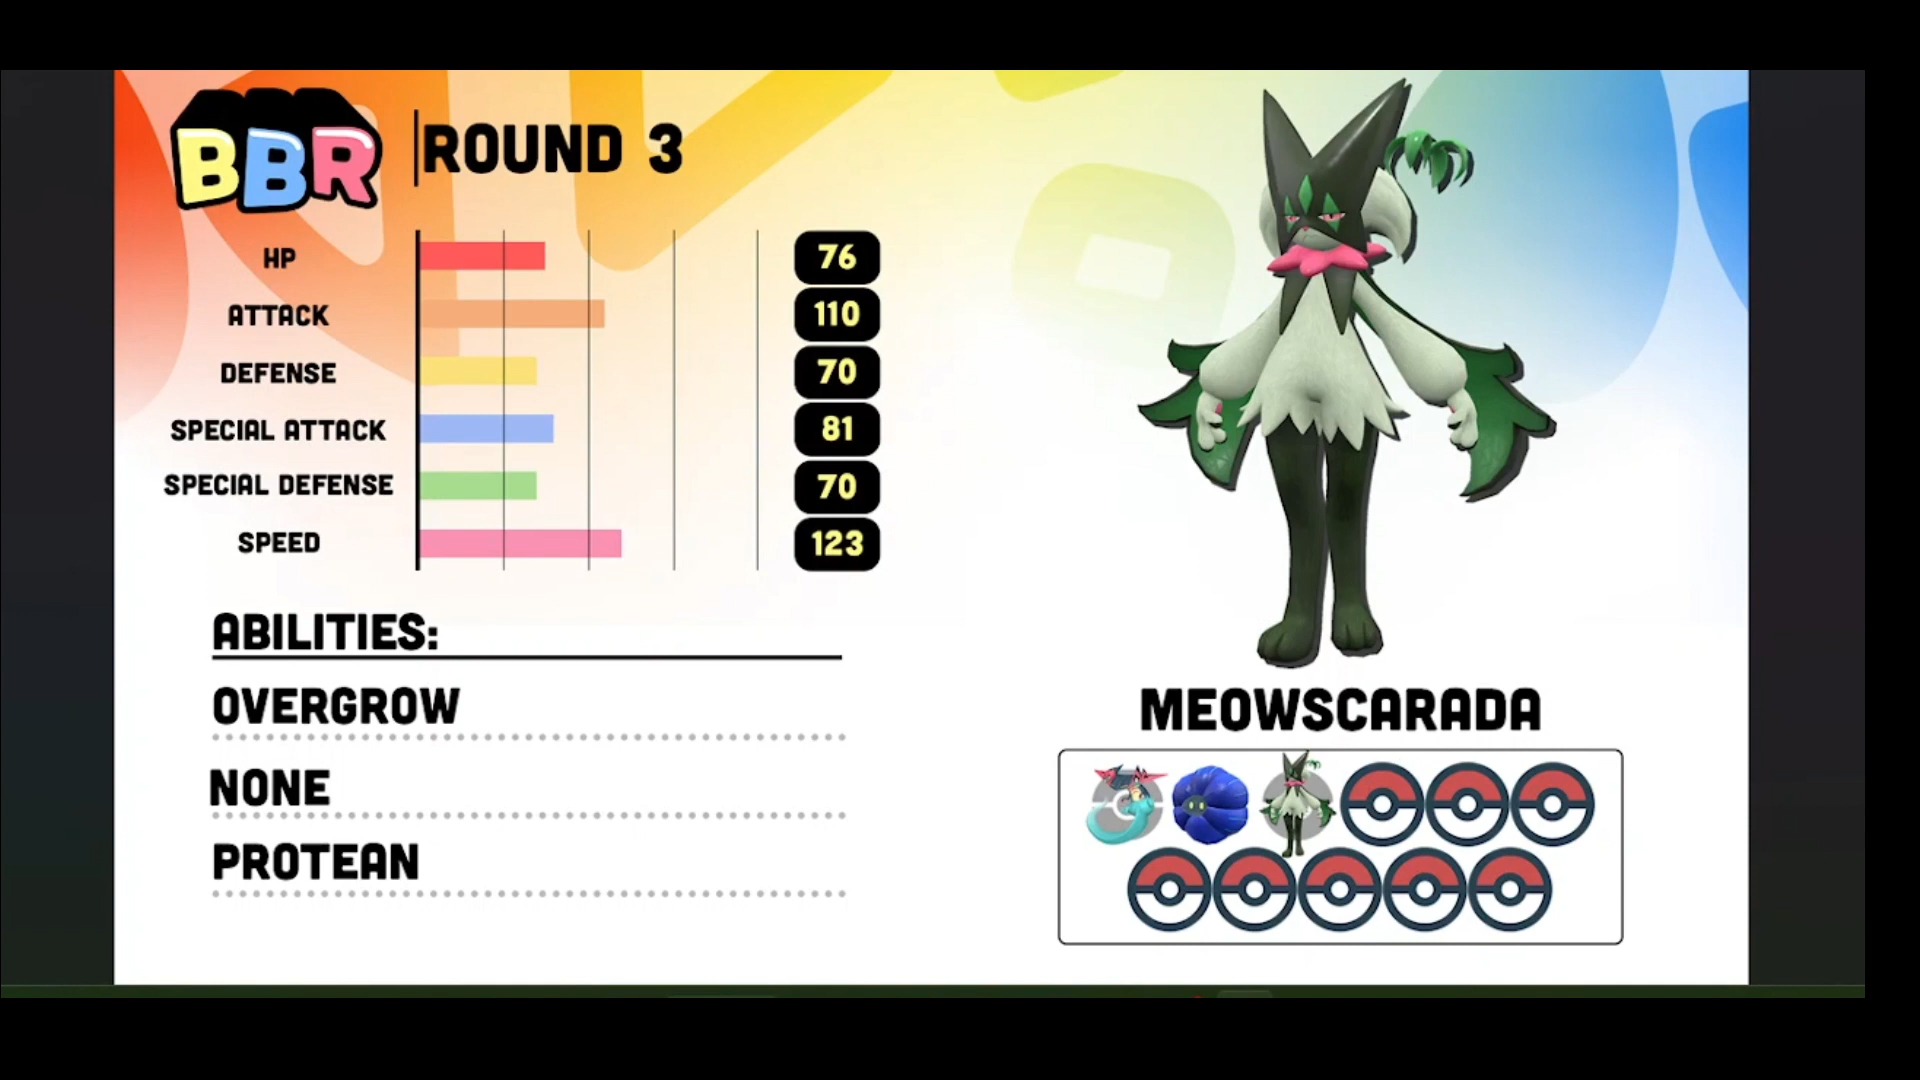 BBR
ROUND 3
HP 76
ATTACK 110
DEFENSE 70
SPECIAL ATTACK 81
SPECIAL DEFENSE 70
SPEED 123
ABILITIES:
OVERGROW
NONE
PROTEAN
MEOWSCARADA